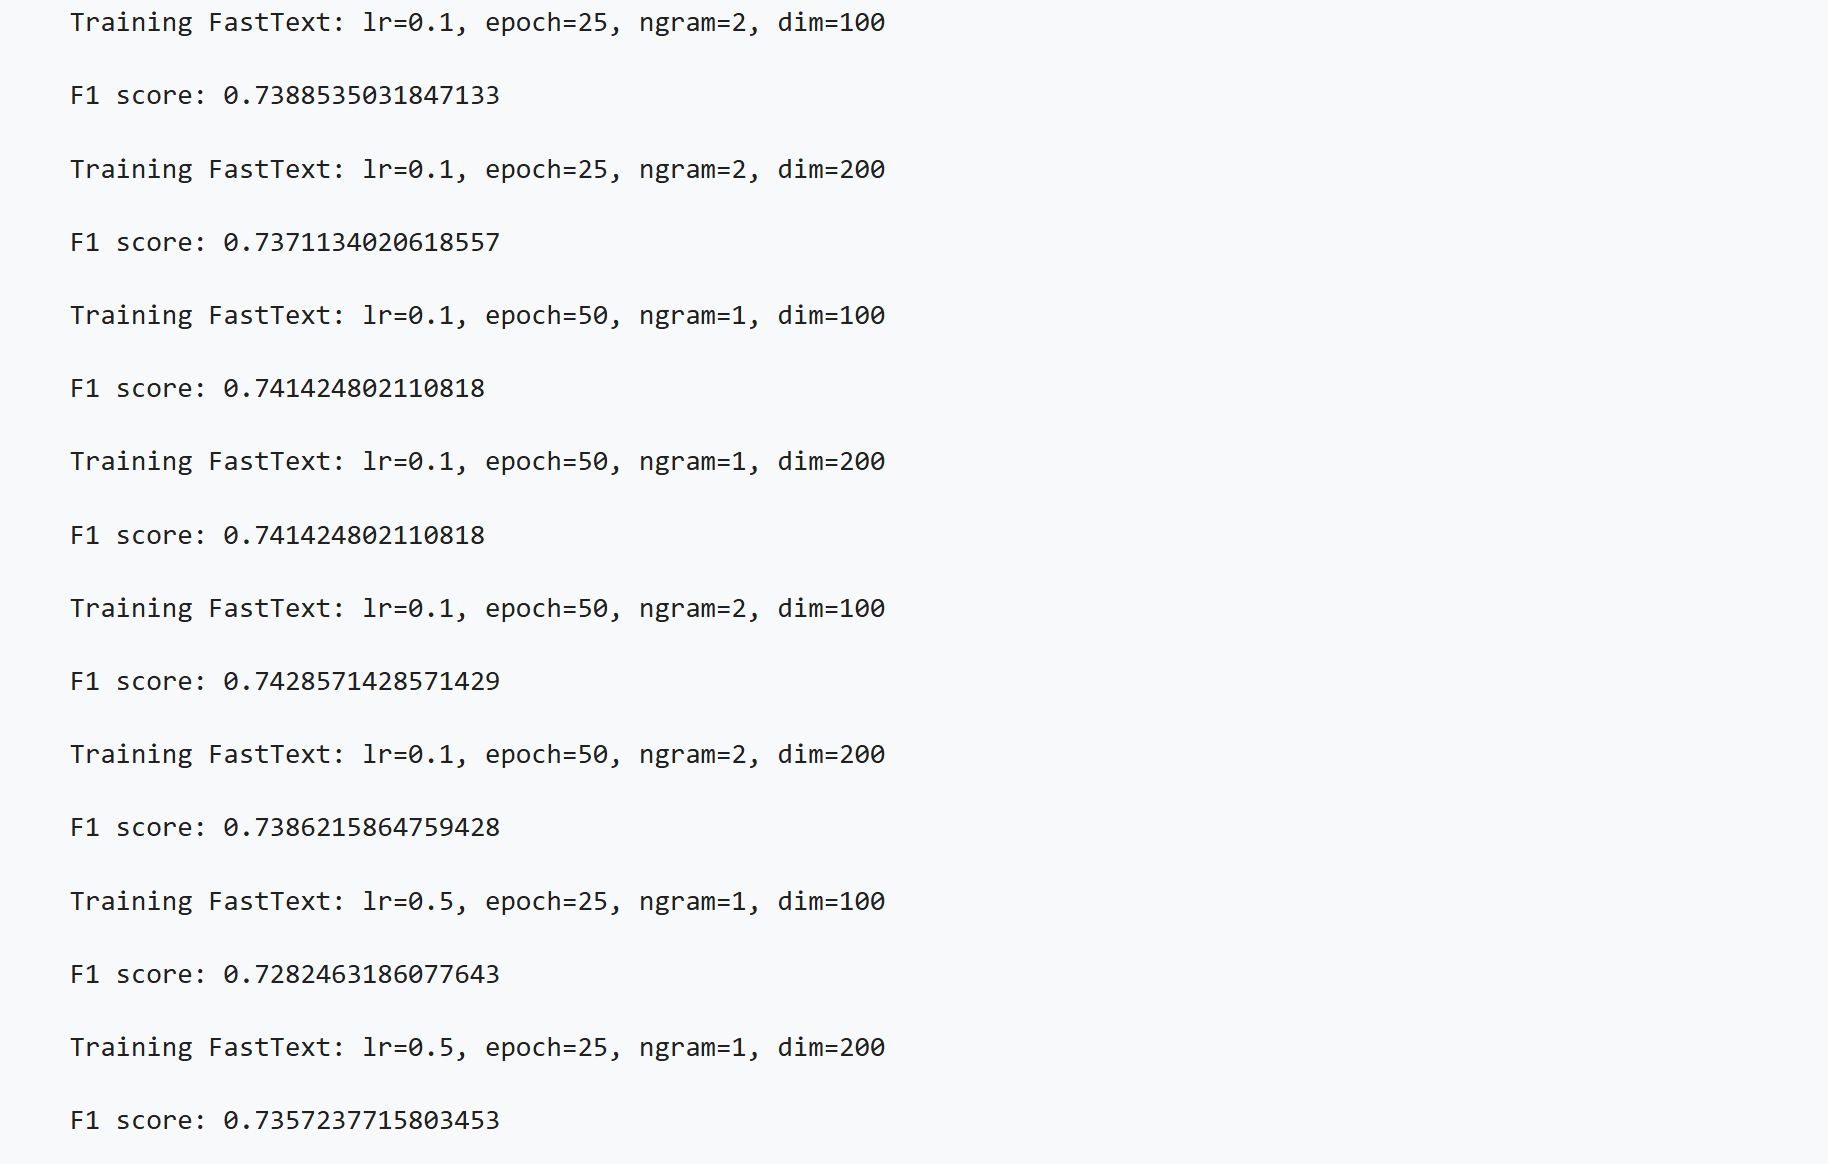 Training FastText: lr=0.1, epoch=25, ngram=2, dim=100
F1 score: 0.7388535031847133
Training FastText: lr=0.1, epoch=25, ngram=2, dim=200
F1 score: 0.7371134020618557
Training FastText: lr=0.1, epoch=50, ngram=1, dim=100
F1 score: 0.741424802110818
Training FastText: lr=0.1, epoch=50, ngram=1, dim=200
F1 score: 0.741424802110818
Training FastText: lr=0.1, epoch=50, ngram=2, dim=100
F1 score: 0.7428571428571429
Training FastText: lr=0.1, epoch=50, ngram=2, dim=200
F1 score: 0.7386215864759428
Training FastText: lr=0.5, epoch=25, ngram=1, dim=100
F1 score: 0.7282463186077643
Training FastText: lr=0.5, epoch=25, ngram=1, dim=200
F1 score: 0.7357237715803453